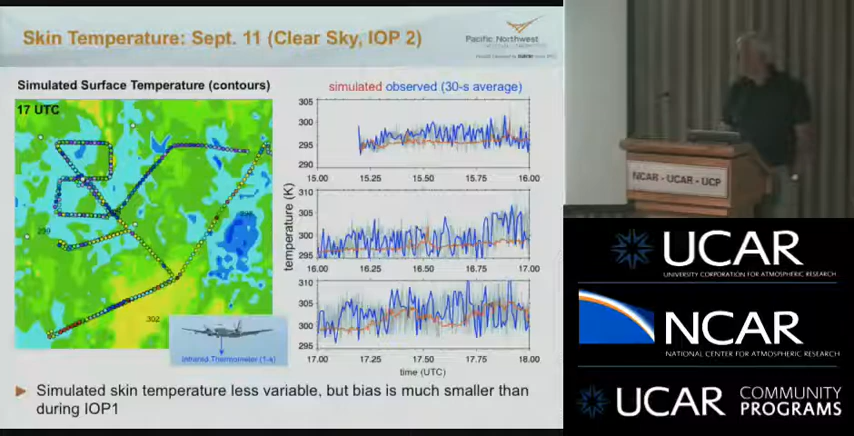 Skin Temperature: Sept. 11 (Clear Sky, IOP 2)
Pacific Northwest
Simulated Surface Temperature (contours)
simulated observed (30-s average)
17 UTC
305
300
295
290
15.00 15.25 15.50 15.75 16.00
temperature (K)
310
305
300
295
16.00 16.25 16.50 16.75 17.00
310
305
300
295
17.00 17.25 17.50 17.75 18.00
time (UTC)
302
Infrared Thermometer (1-s)
Simulated skin temperature less variable, but bias is much smaller than
during IOP1
NCAR - UCAR - UCP
UCAR
UNIVERSITY CORPORATION FOR ATMOSPHERIC RESEARCH
NCAR
NATIONAL CENTER FOR ATMOSPHERIC RESEARCH
UCAR COMMUNITY
PROGRAMS